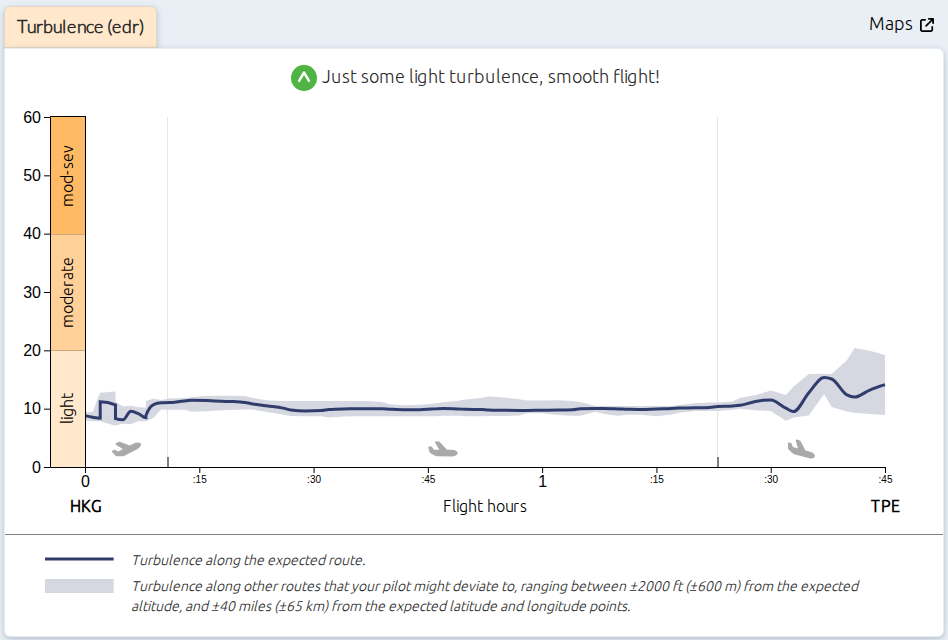 Turbulence (edr)
Maps
Just some light turbulence, smooth flight!
60
50
40
30
20
10
0
mod-sev
moderate
light
0 :15 :30 :45 1 :15 :30 :45
HKG Flight hours TPE
Turbulence along the expected route.
Turbulence along other routes that your pilot might deviate to, ranging between ±2000 ft (±600 m) from the expected
altitude, and ±40 miles (±65 km) from the expected latitude and longitude points.